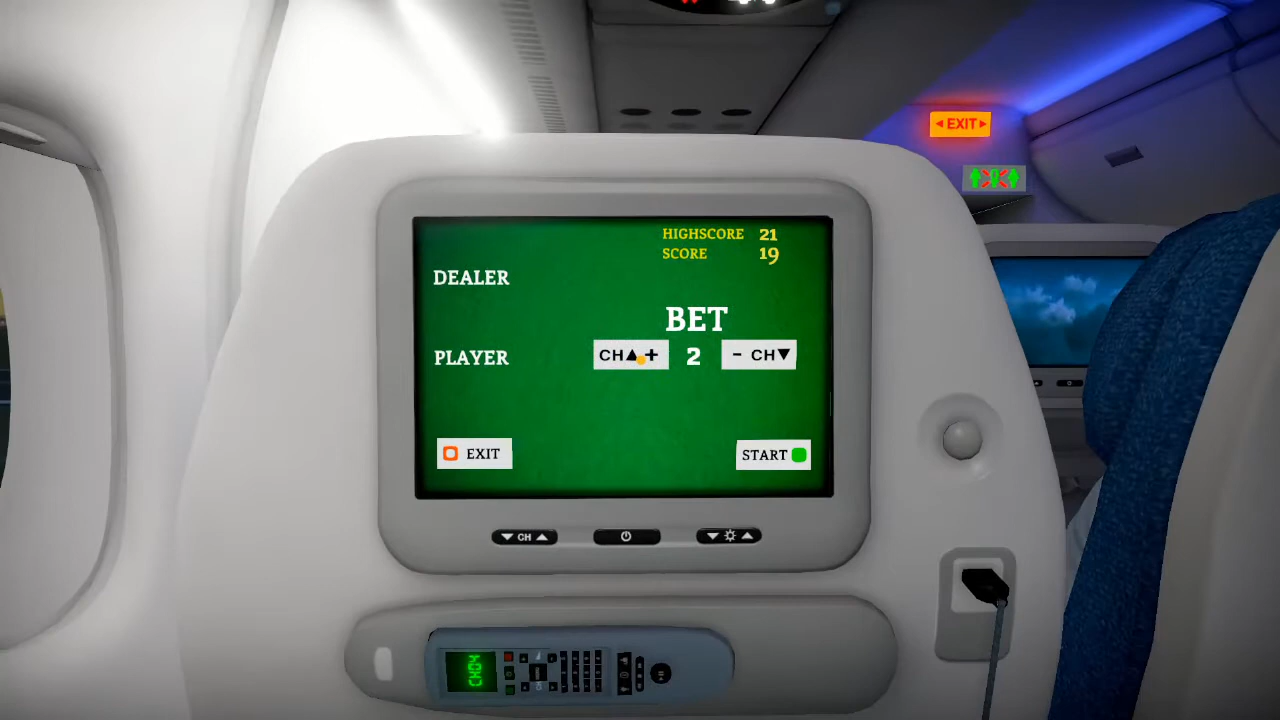 ◄ EXIT ►
HIGHSCORE 21
SCORE 19
DEALER
BET
PLAYER
CH▲ + 2 - CH▼
EXIT
START
▼ CH ▲